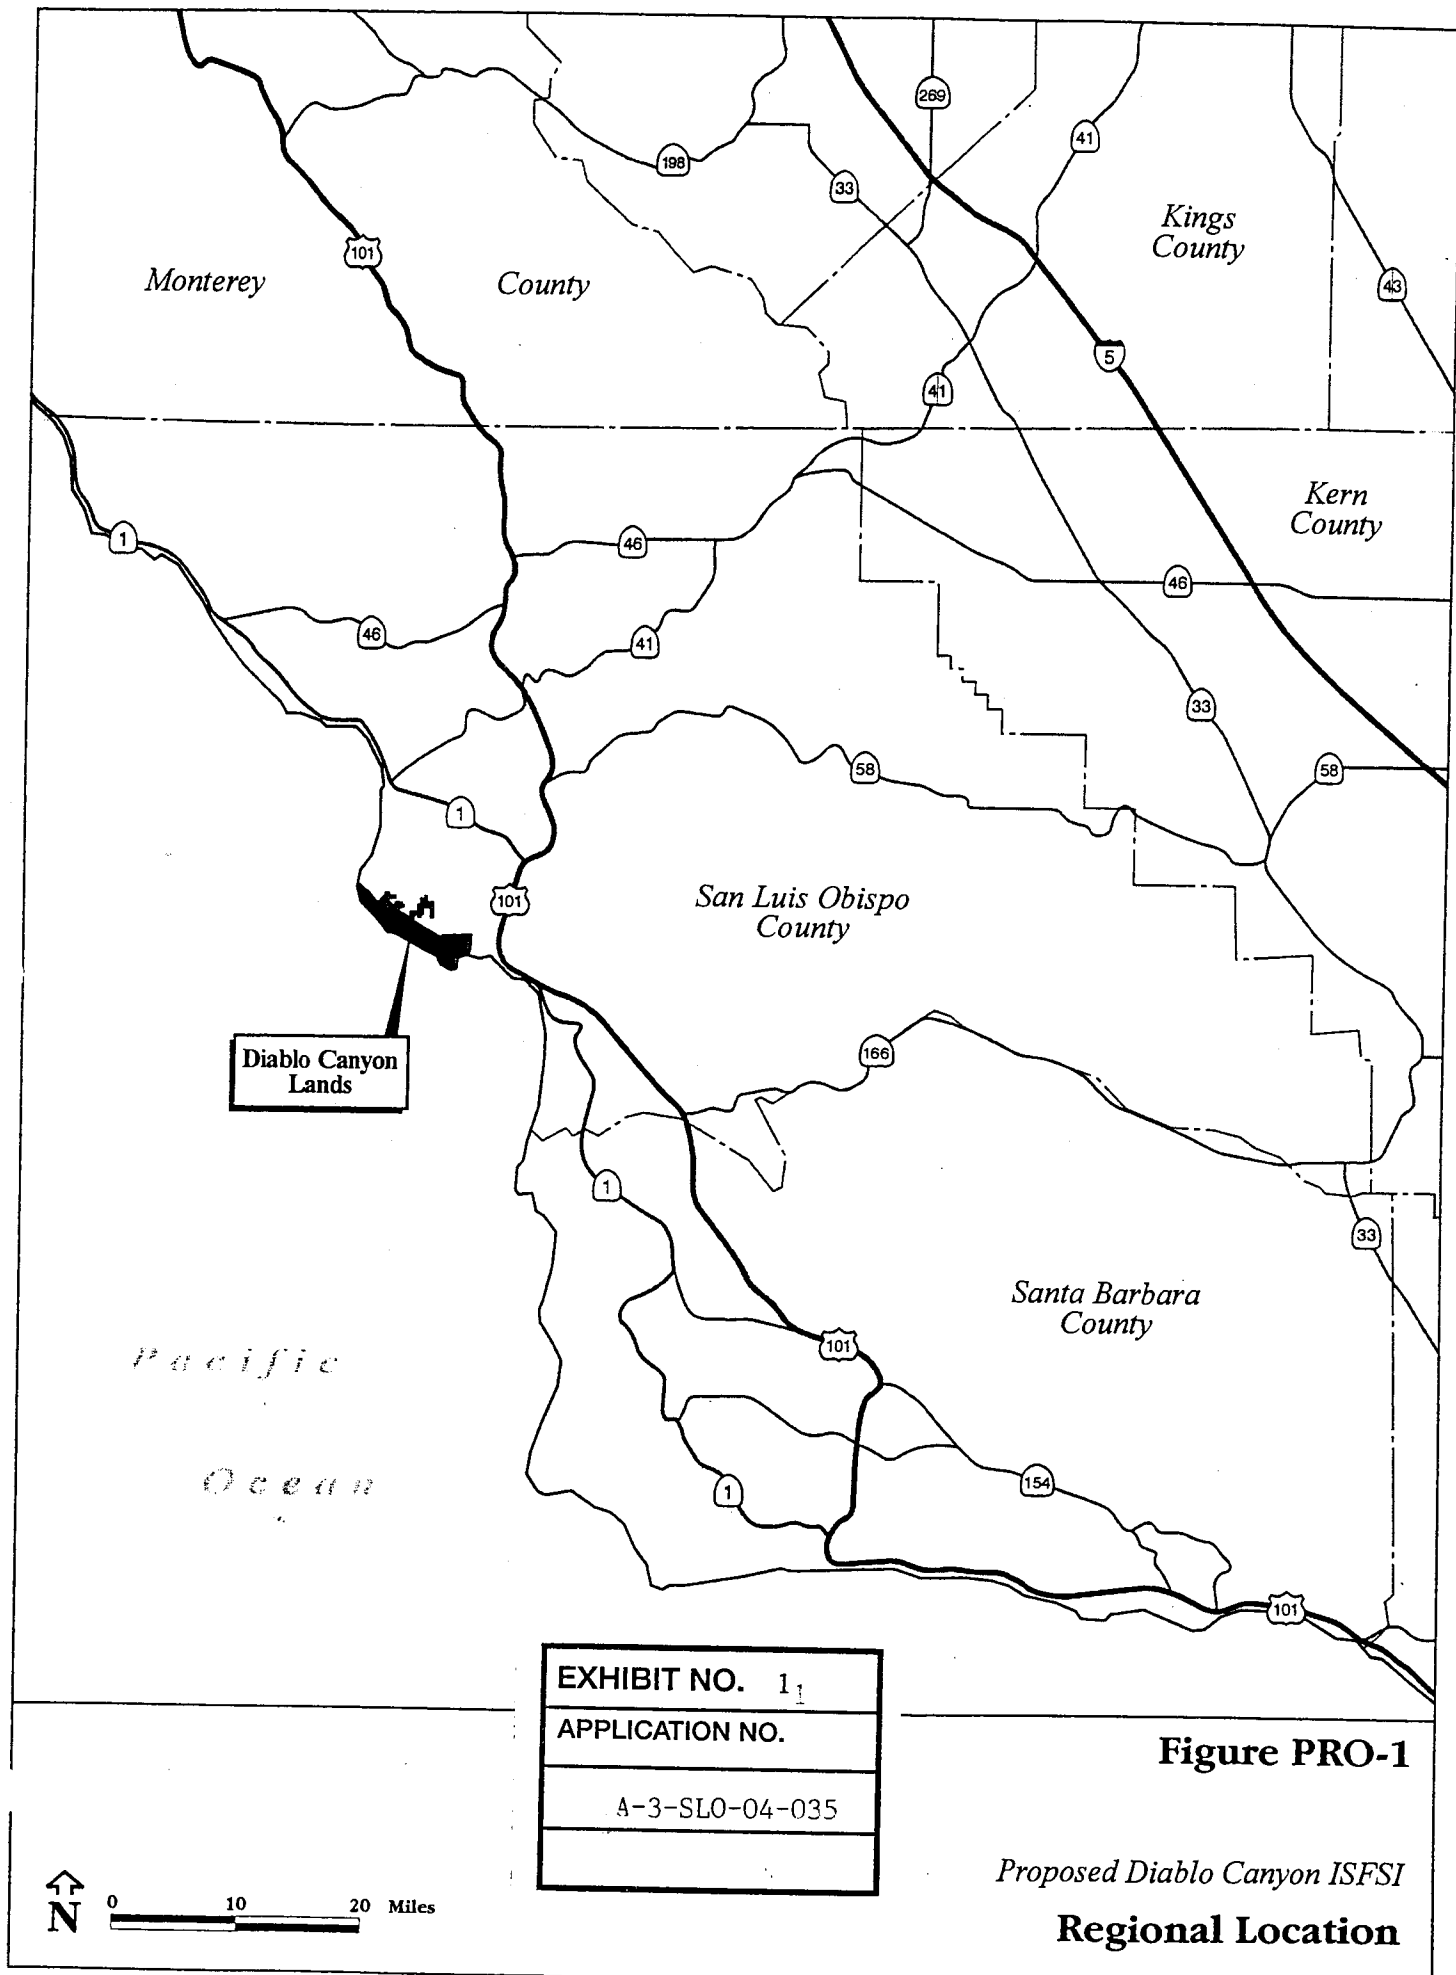 269
41
198
33
Kings
County
101
Monterey
County
43
5
41
Kern
County
1
46
46
46
41
33
58
58
1
101
San Luis Obispo
County
Diablo Canyon
Lands
166
1
33
Santa Barbara
County
101
Pacific
Ocean
154
1
101
EXHIBIT NO. 1
APPLICATION NO.
A-3-SLO-04-035
Figure PRO-1
Proposed Diablo Canyon ISFSI
Regional Location
N
0 10 20 Miles